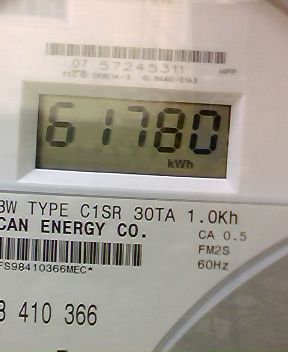 07 57245311
61780
kWh
3W TYPE C1SR 30TA 1.0Kh
CAN ENERGY CO.
CA 0.5
FM2S
60Hz
FS98410366MEC*
410 366